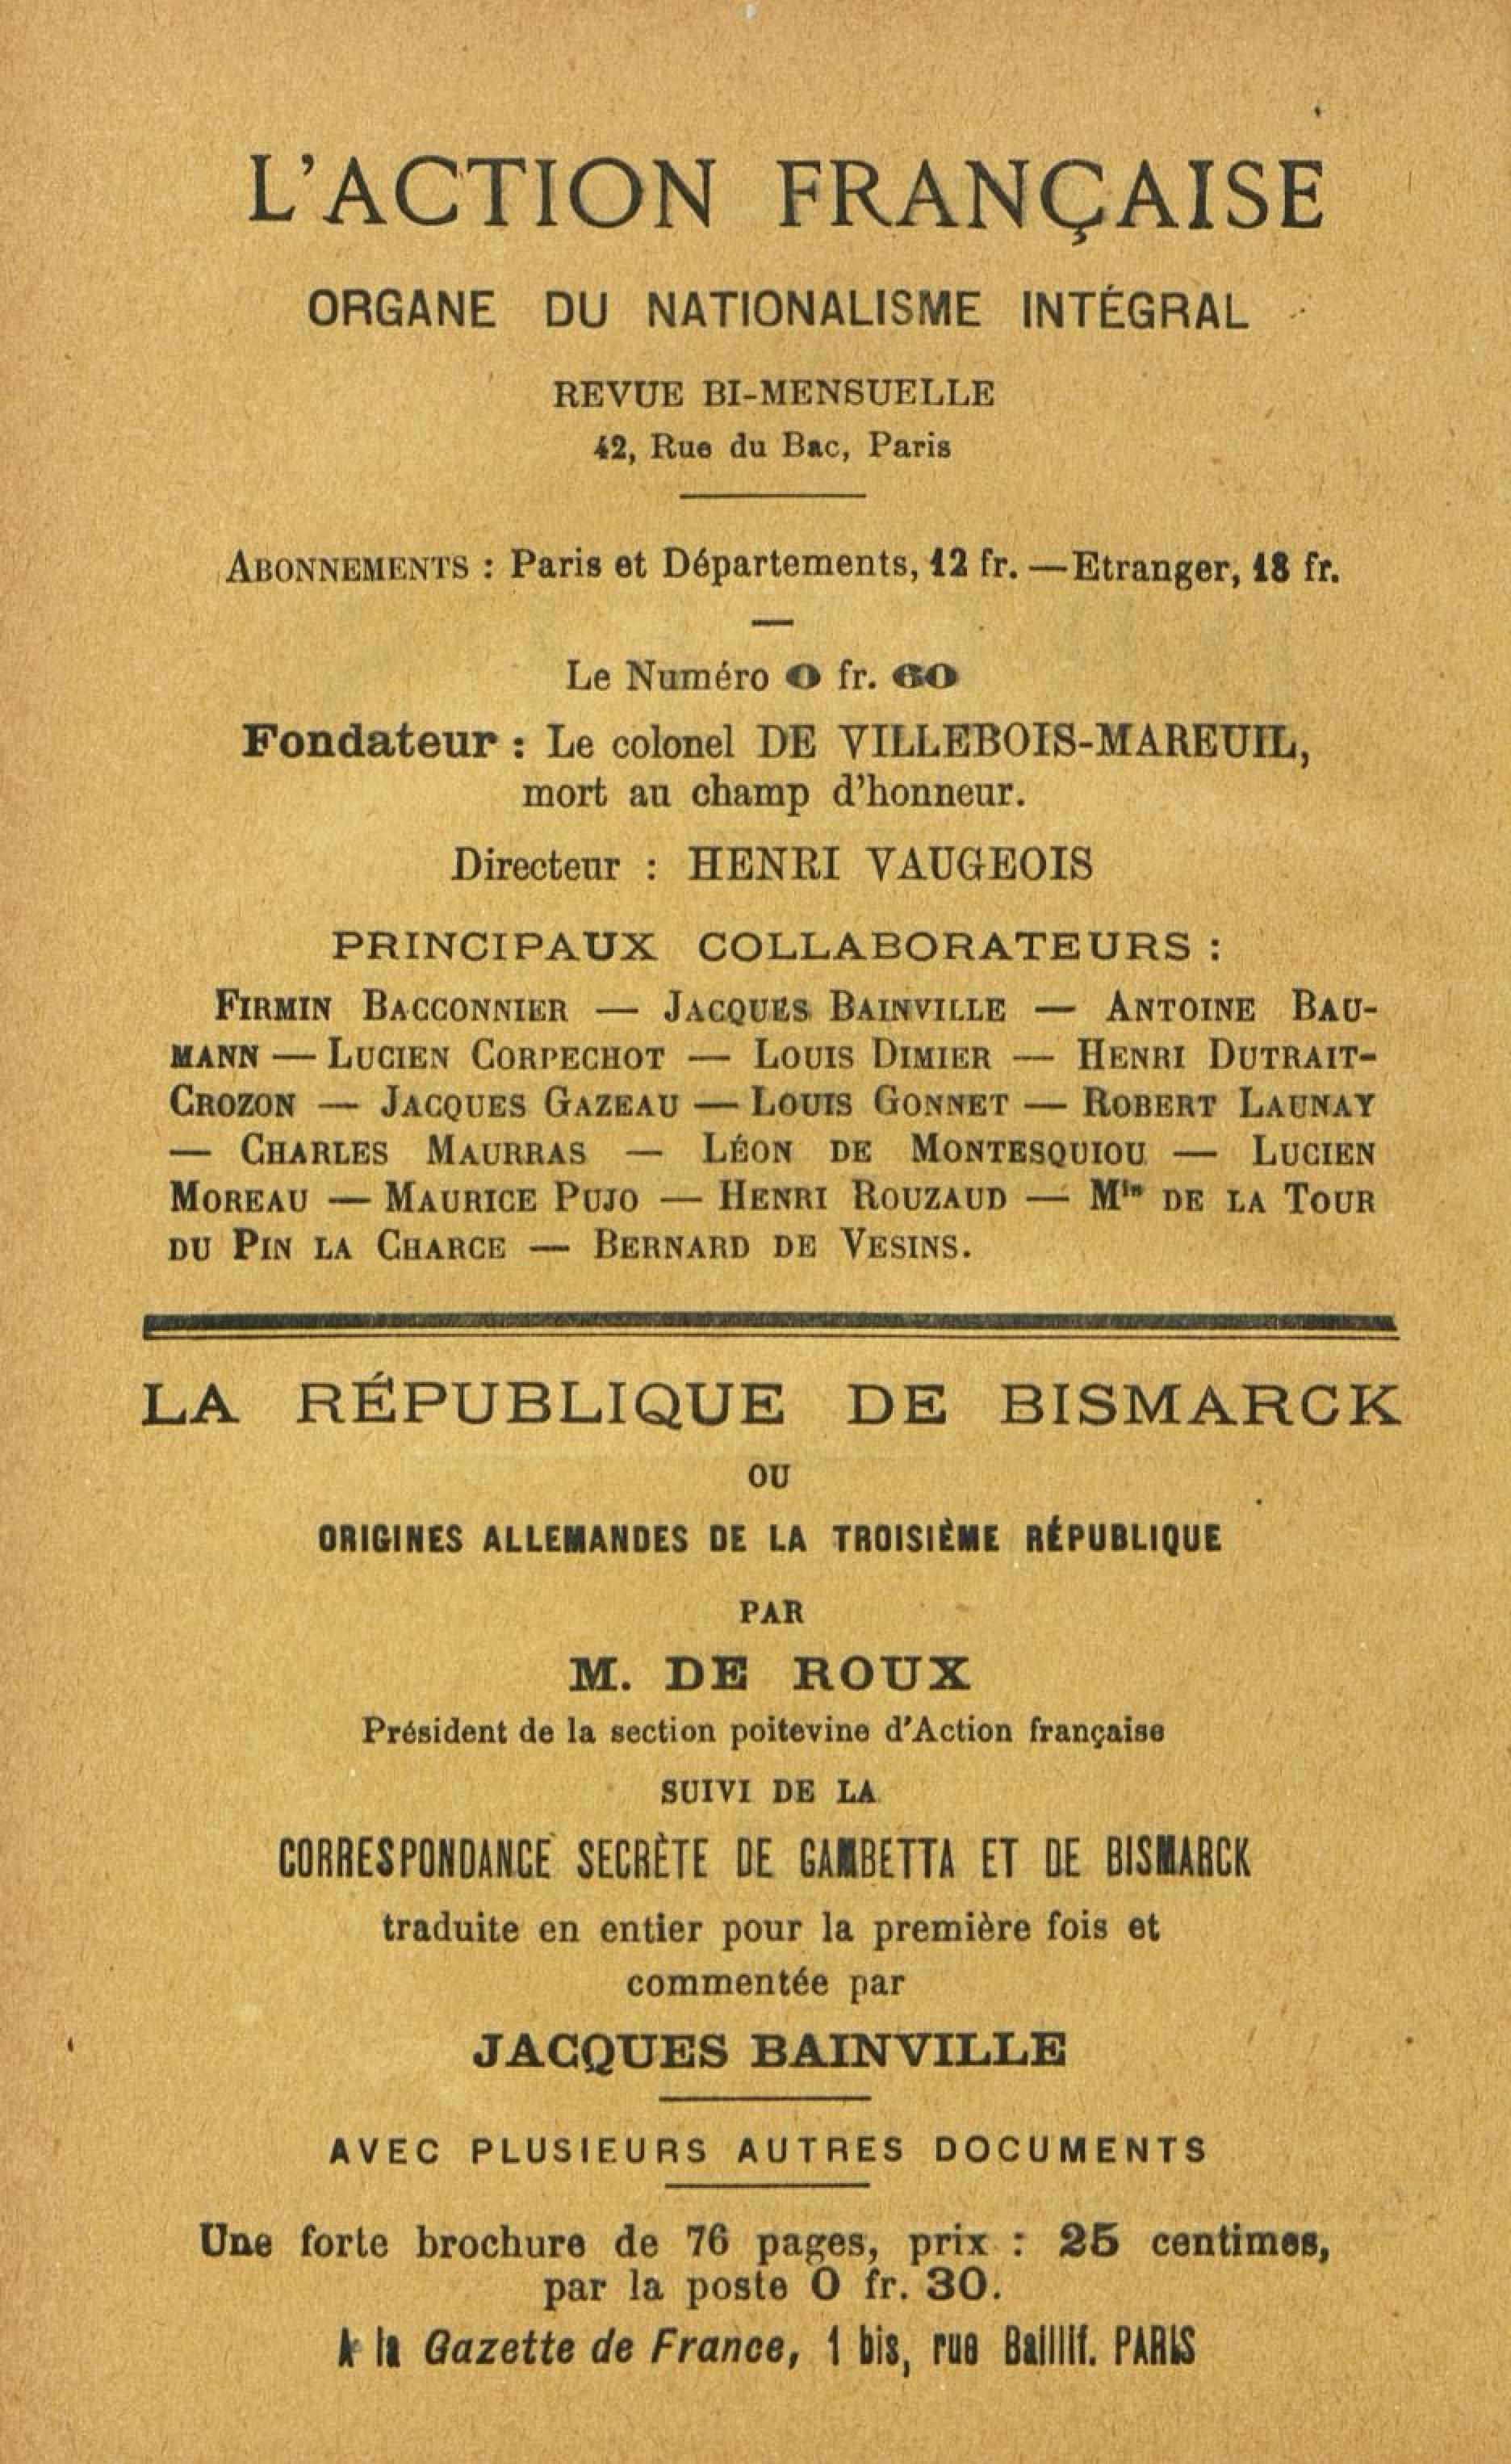 L'ACTION FRANÇAISE
ORGANE DU NATIONALISME INTÉGRAL
REVUE BI-MENSUELLE
42, Rue du Bac, Paris
ABONNEMENTS : Paris et Départements, 12 fr. — Etranger, 18 fr.
Le Numéro 0 fr. 60
Fondateur : Le colonel DE VILLEBOIS-MAREUIL,
mort au champ d'honneur.
Directeur : HENRI VAUGEOIS
PRINCIPAUX COLLABORATEURS :
FIRMIN BACCONNIER — JACQUES BAINVILLE — ANTOINE BAU-
MANN — LUCIEN CORPECHOT — LOUIS DIMIER — HENRI DUTRAIT-
CROZON — JACQUES GAZEAU — LOUIS GONNET — ROBERT LAUNAY
— CHARLES MAURRAS — LÉON DE MONTESQUIOU — LUCIEN
MOREAU — MAURICE PUJO — HENRI ROUZAUD — Mis DE LA TOUR
DU PIN LA CHARCE — BERNARD DE VESINS.
LA RÉPUBLIQUE DE BISMARCK
OU
ORIGINES ALLEMANDES DE LA TROISIÈME RÉPUBLIQUE
PAR
M. DE ROUX
Président de la section poitevine d'Action française
SUIVI DE LA
CORRESPONDANCE SECRÈTE DE GAMBETTA ET DE BISMARCK
traduite en entier pour la première fois et
commentée par
JACQUES BAINVILLE
AVEC PLUSIEURS AUTRES DOCUMENTS
Une forte brochure de 76 pages, prix : 25 centimes,
par la poste 0 fr. 30.
A la Gazette de France, 1 bis, rue Baillif. PARIS